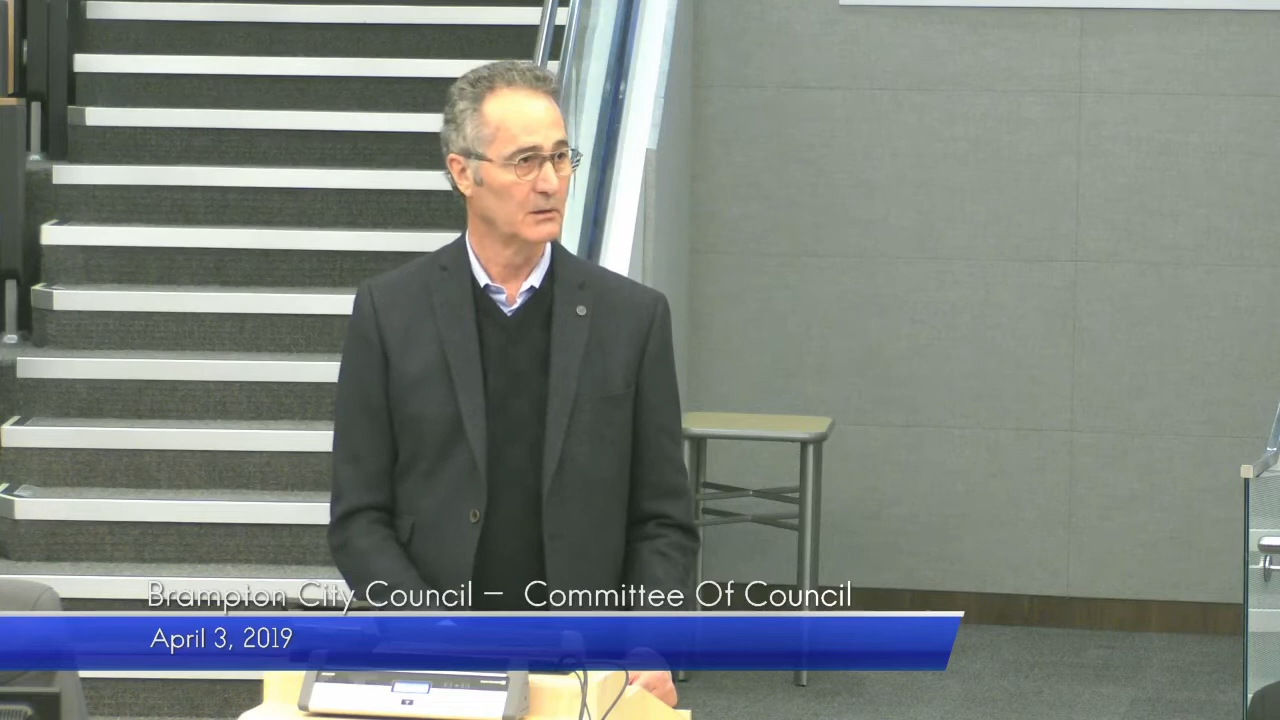 Brampton City Council – Committee Of Council
April 3, 2019